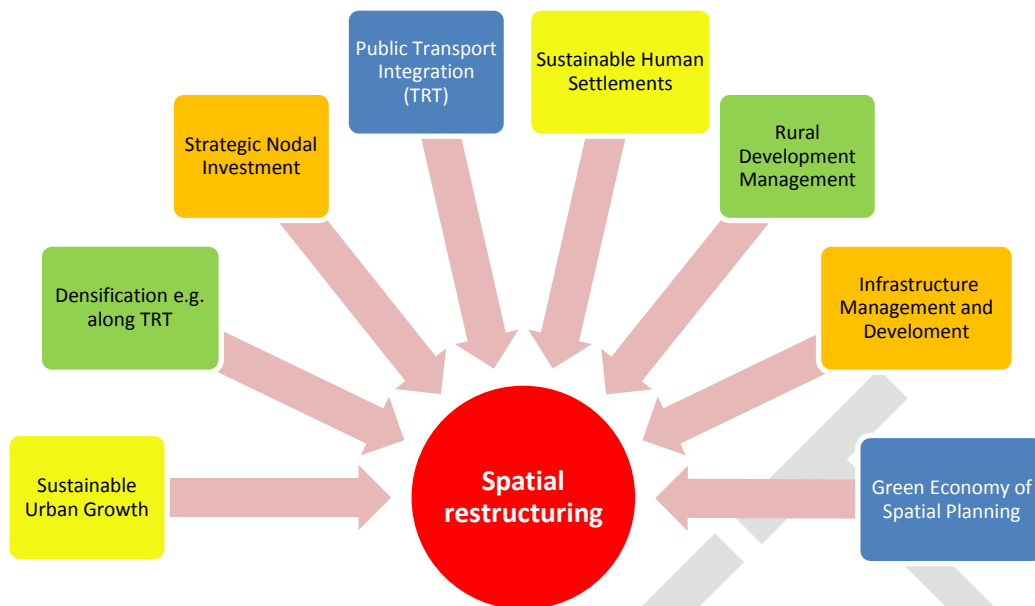 Public Transport
Integration
(TRT)
Sustainable Human
Settlements
Strategic Nodal
Investment
Rural
Development
Management
Densification e.g.
along TRT
Infrastructure
Management and
Develoment
Sustainable
Urban Growth
Spatial
restructuring
Green Economy of
Spatial Planning